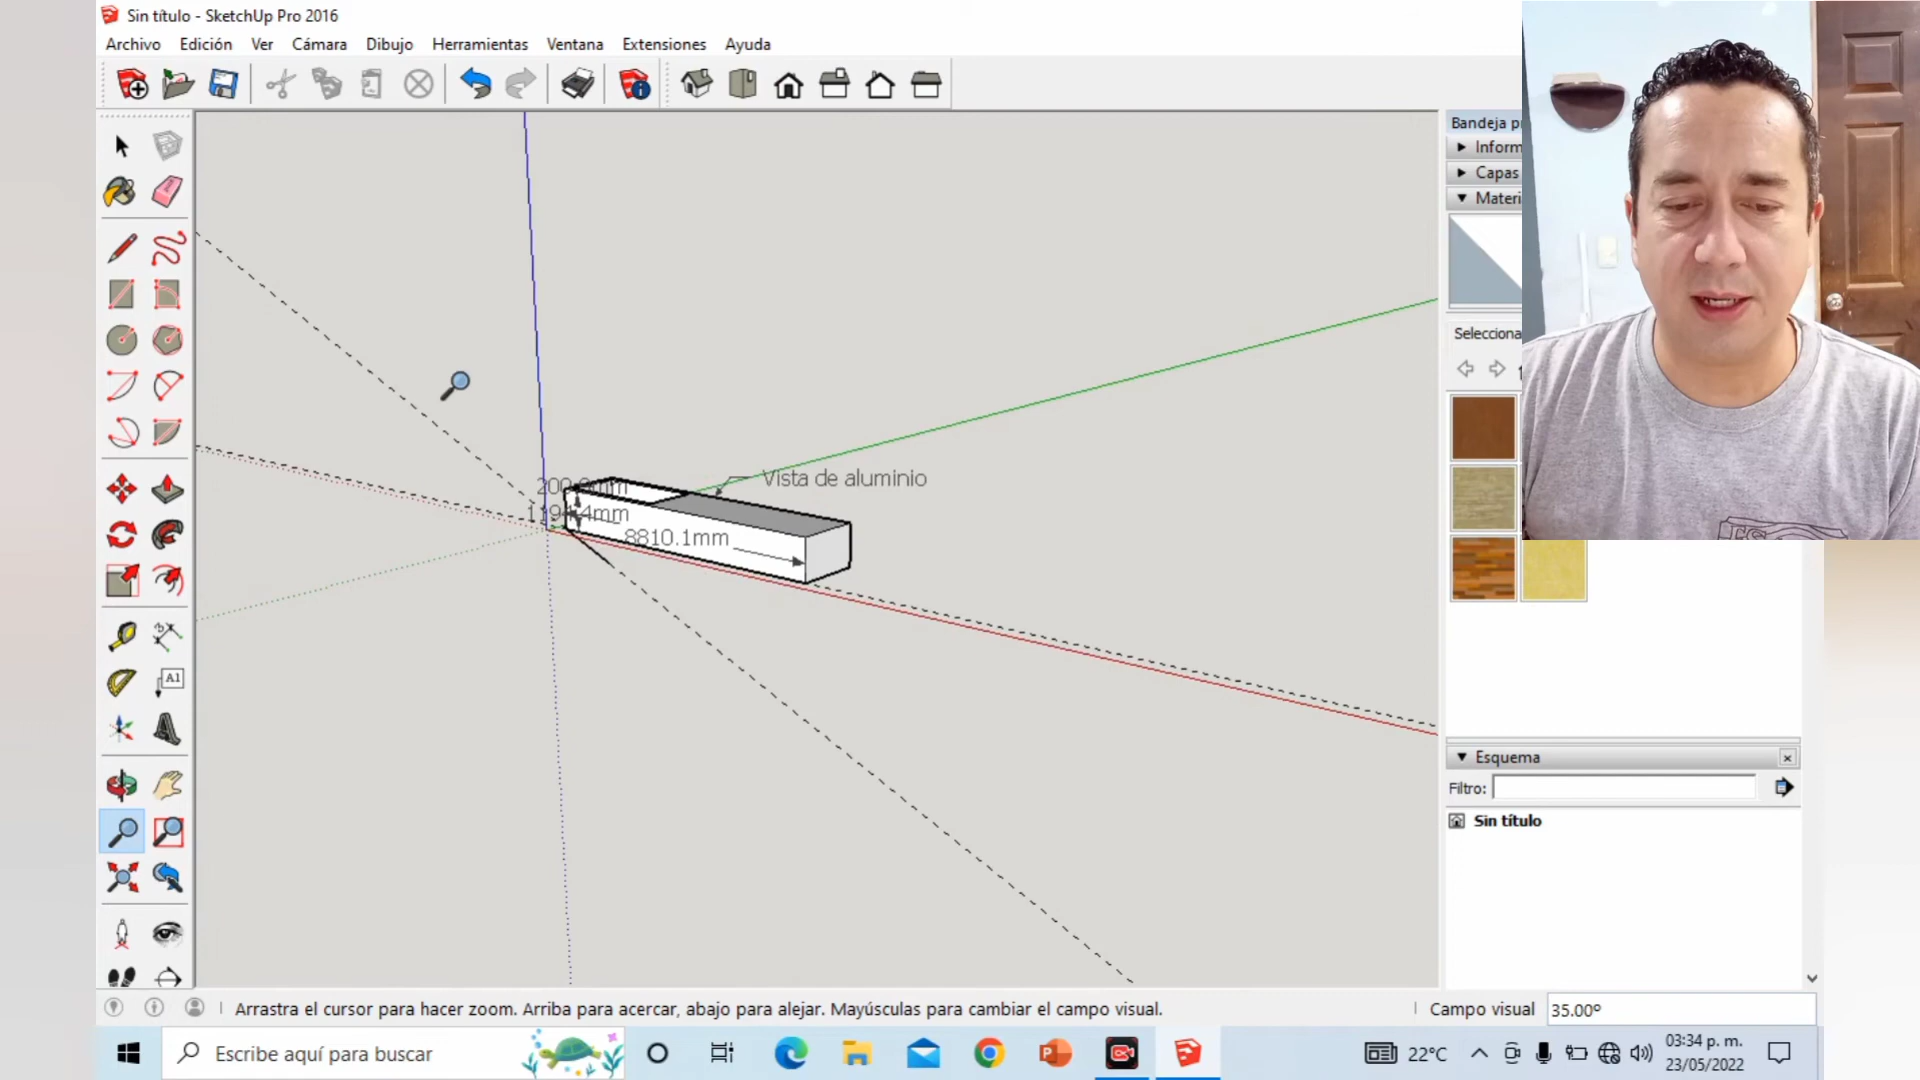 Sin título - SketchUp Pro 2016
Archivo Edición Ver Cámara Dibujo Herramientas Ventana Extensiones Ayuda
Bandeja p
Inform
Capas
Materi
Selecciona
Vista de aluminio
8810.1mm
A1
Esquema
Filtro:
Sin título
Arrastra el cursor para hacer zoom. Arriba para acercar, abajo para alejar. Mayúsculas para cambiar el campo visual.
Campo visual 35.00º
Escribe aquí para buscar
22°C
03:34 p. m.
23/05/2022